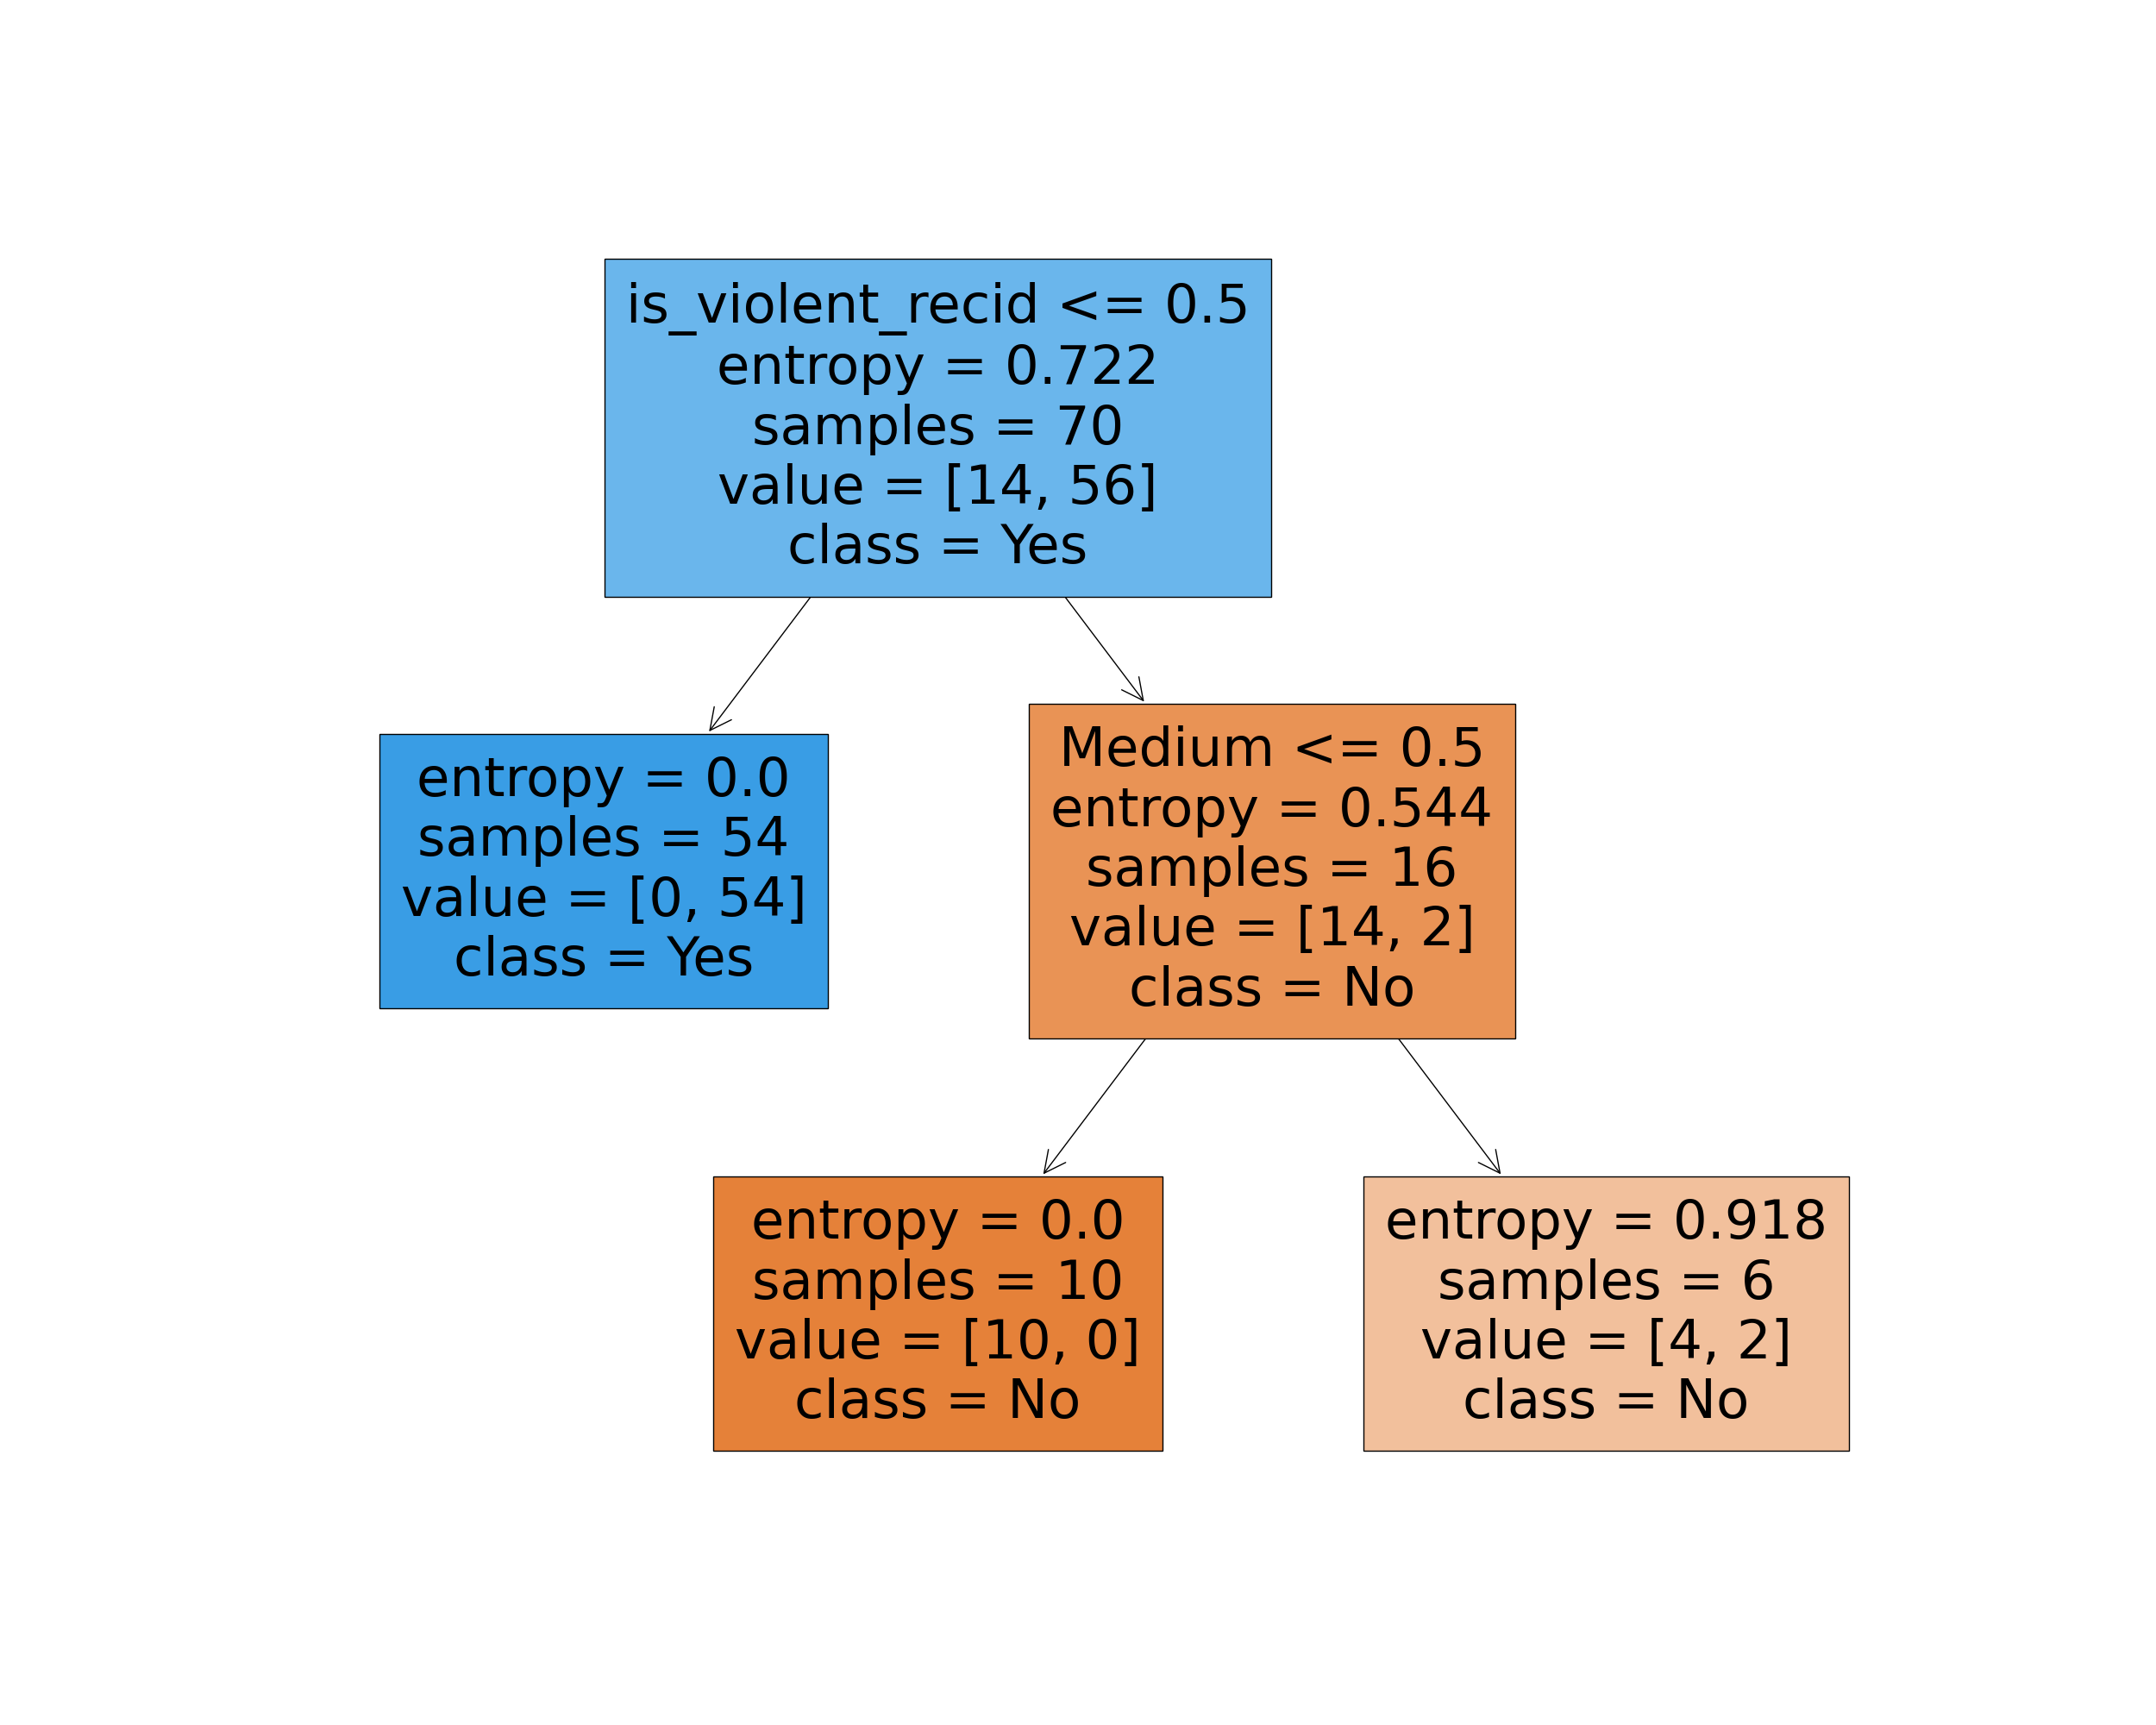 is_violent_recid <= 0.5
entropy = 0.722
samples = 70
value = [14, 56]
class = Yes
entropy = 0.0
samples = 54
value = [0, 54]
class = Yes
Medium <= 0.5
entropy = 0.544
samples = 16
value = [14, 2]
class = No
entropy = 0.0
samples = 10
value = [10, 0]
class = No
entropy = 0.918
samples = 6
value = [4, 2]
class = No